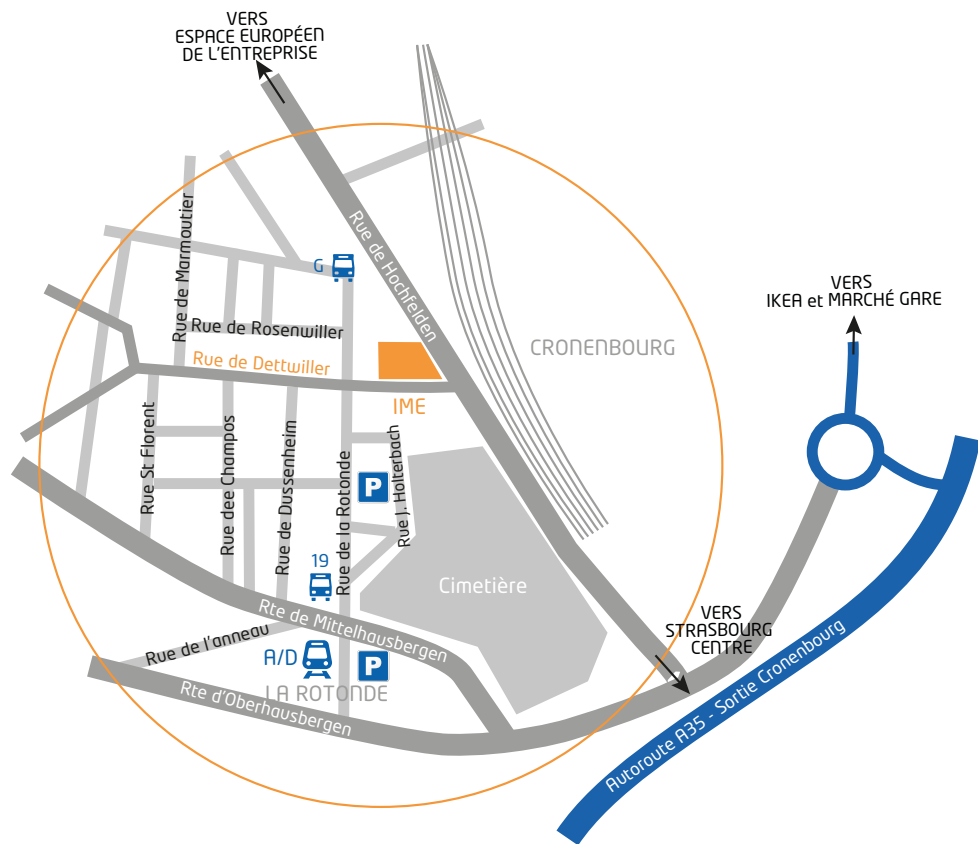 VERS
ESPACE EUROPÉEN
DE L'ENTREPRISE
Rue de Marmoutier
G
Rue de Hochfelden
VERS
IKEA et MARCHÉ GARE
Rue de Rosenwiller
CRONENBOURG
Rue de Dettwiller
IME
Rue St Florent
Rue dee Champos
Rue de Dussenheim
Rue de la Rotonde
Rue J. Holterbach
P
19
Cimetière
Rte de Mittelhausbergen
VERS
STRASBOURG
CENTRE
Rue de l'anneau
A/D
P
LA ROTONDE
Rte d'Oberhausbergen
Autoroute A35 - Sortie Cronenbourg